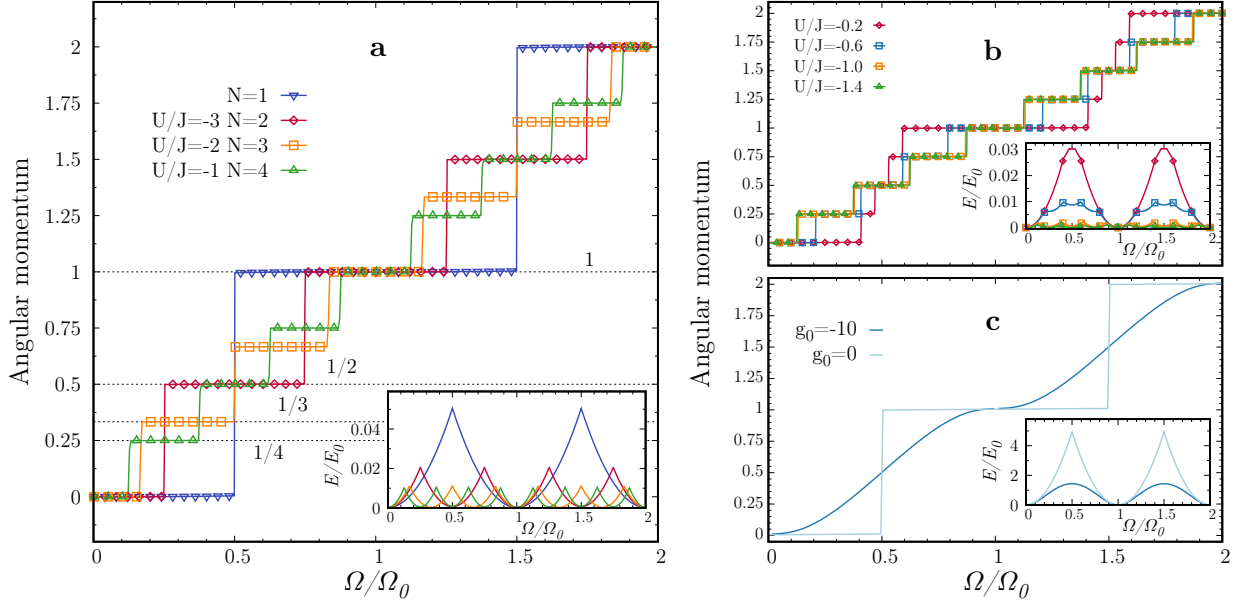 a
Angular momentum
2
1.75
1.5
1.25
1
0.75
0.5
0.25
0
N=1
U/J=-3 N=2
U/J=-2 N=3
U/J=-1 N=4
1
1/2
1/3
1/4
E/E0
0.04
0.02
0
0 0.5 1 1.5 2
Ω/Ω0
0 0.5 1 1.5 2
Ω/Ω0
b
Angular momentum
2
1.75
1.5
1.25
1
0.75
0.5
0.25
0
U/J=-0.2
U/J=-0.6
U/J=-1.0
U/J=-1.4
E/E0
0.03
0.02
0.01
0
0 0.5 1 1.5 2
Ω/Ω0
c
2
1.75
1.5
1.25
1
0.75
0.5
0.25
0
g0=-10
g0=0
E/E0
4
2
0
0 0.5 1 1.5 2
Ω/Ω0
0 0.5 1 1.5 2
Ω/Ω0